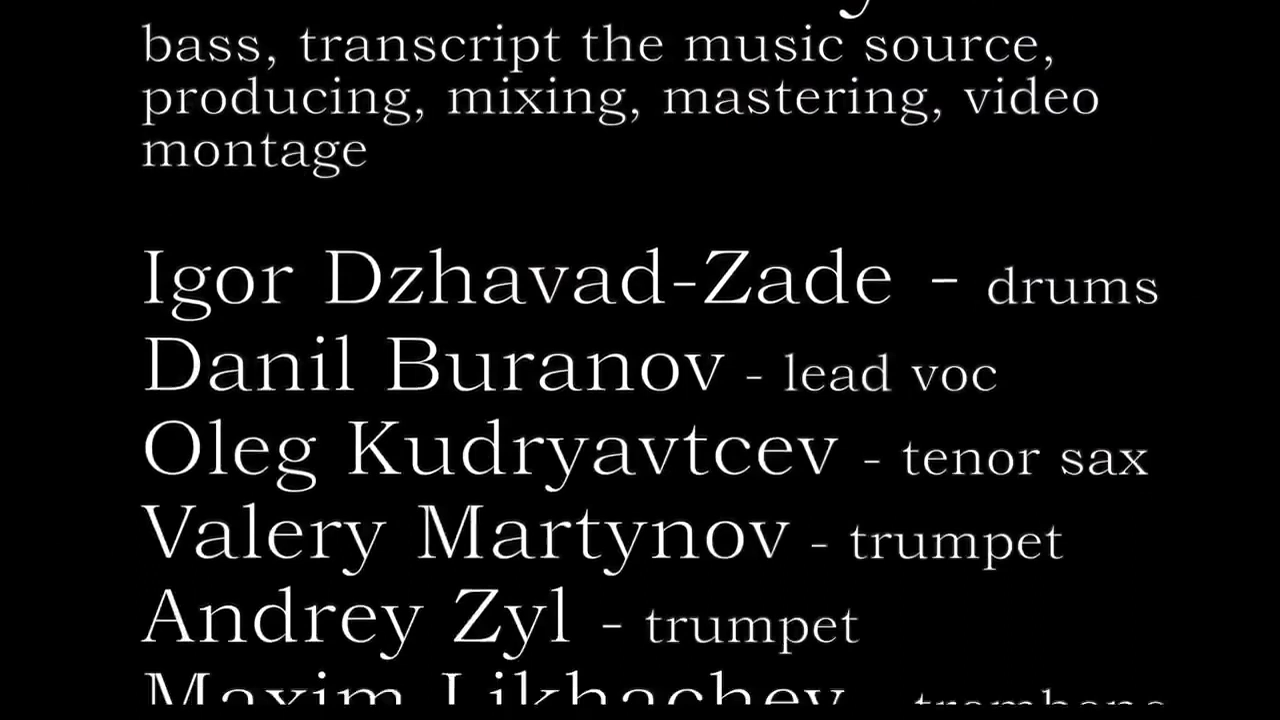 bass, transcript the music source,
producing, mixing, mastering, video
montage
Igor Dzhavad-Zade - drums
Danil Buranov - lead voc
Oleg Kudryavtcev - tenor sax
Valery Martynov - trumpet
Andrey Zyl - trumpet
Maxim Likhachev - trombone